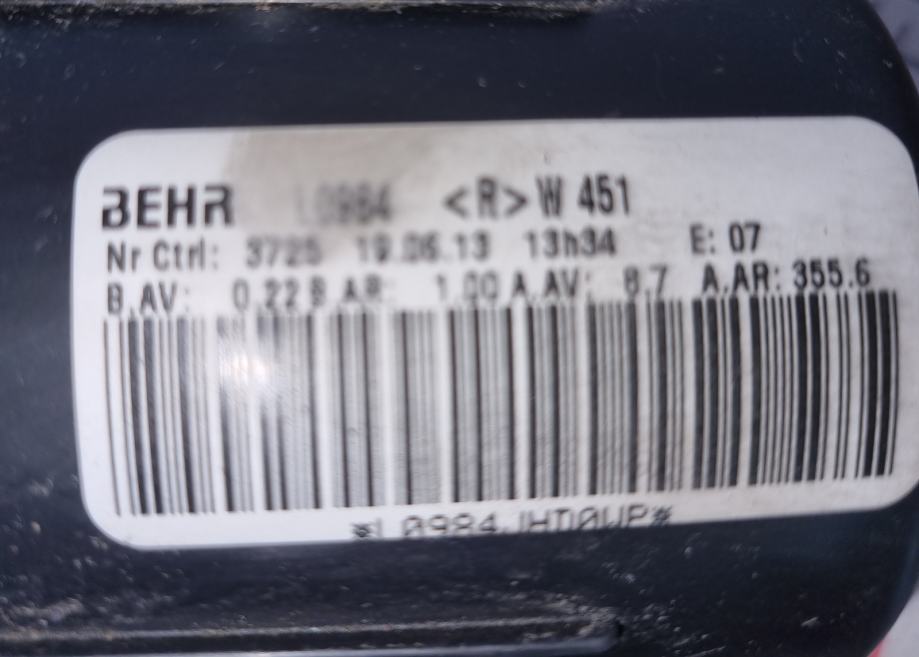 BEHR L0984 <R> W 451
Nr Ctrl: 3725 19.06.13 13h34 E: 07
B.AV: 0.22 B AR: 1.00 A.AV: 8.7 A.AR: 355.6